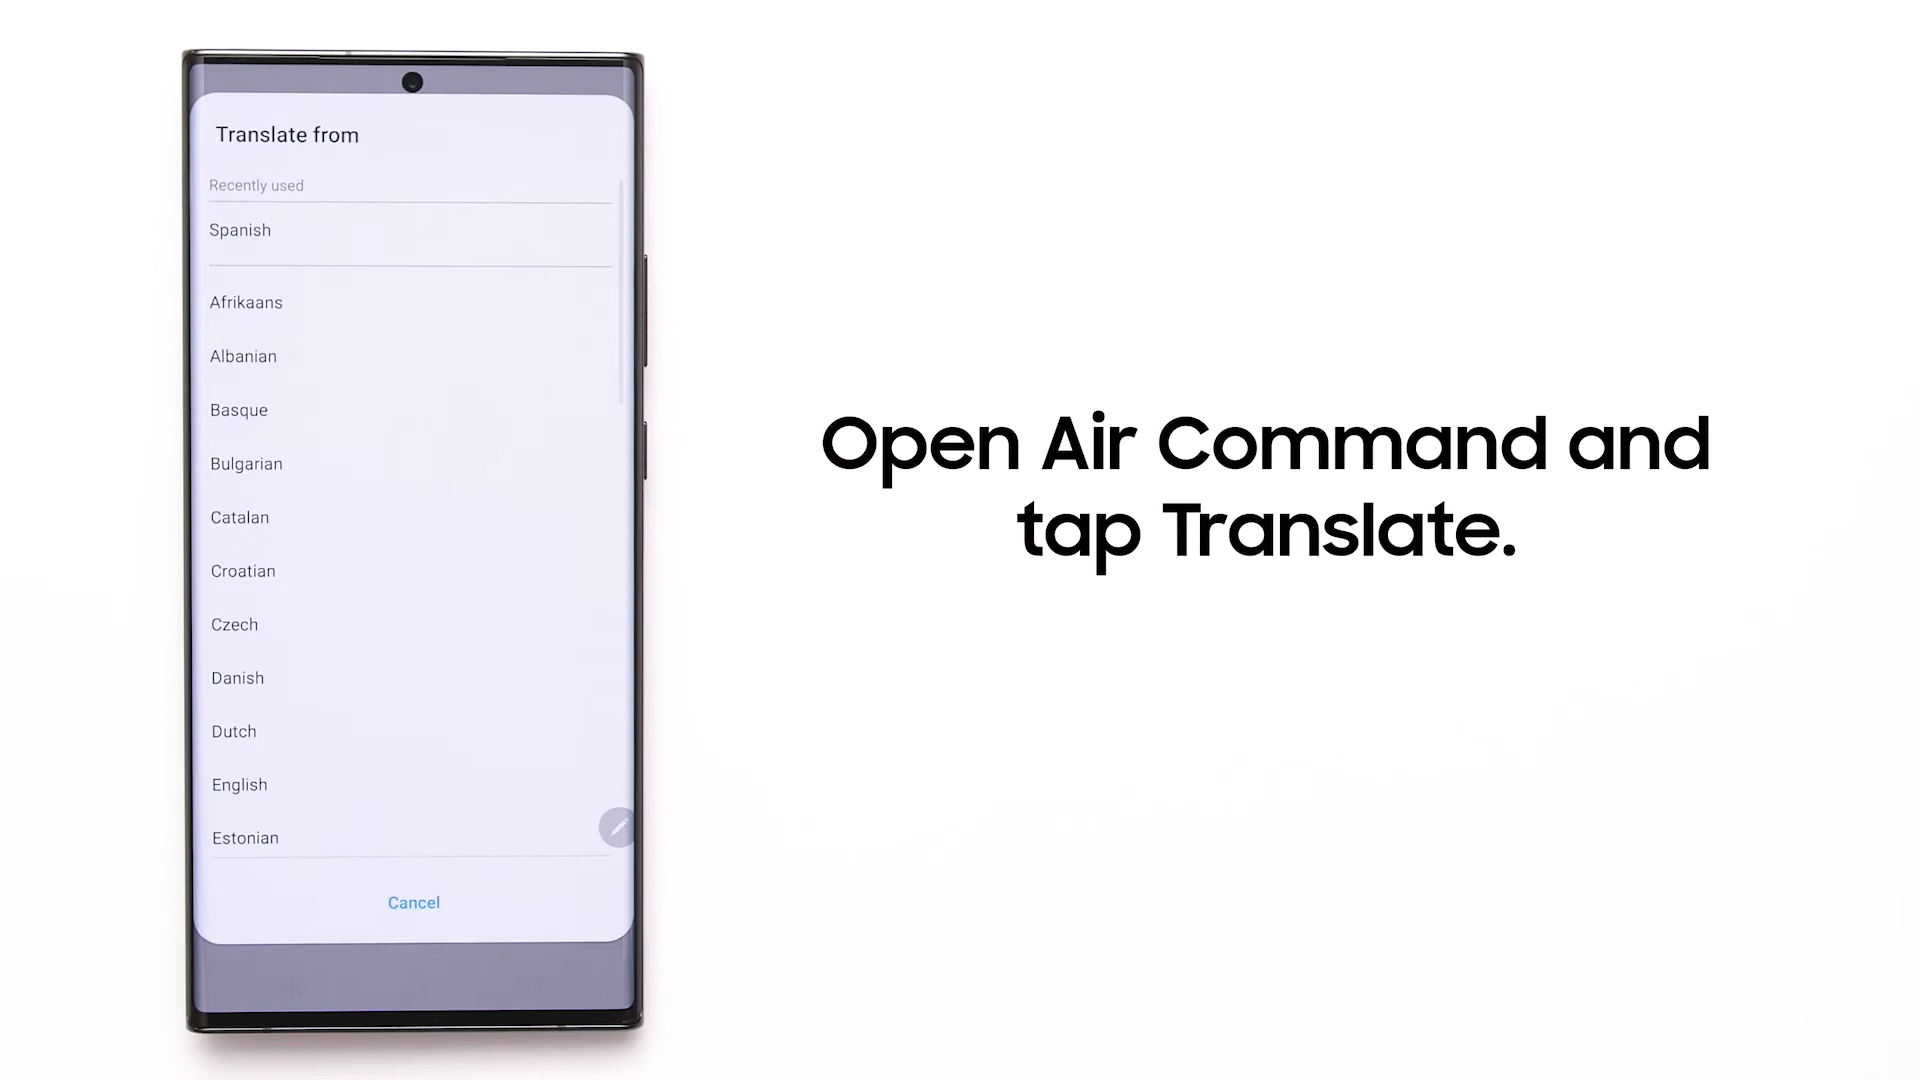 Translate from
Recently used
Spanish
Afrikaans
Albanian
Basque
Bulgarian
Catalan
Croatian
Czech
Danish
Dutch
English
Estonian
Cancel
Open Air Command and
tap Translate.